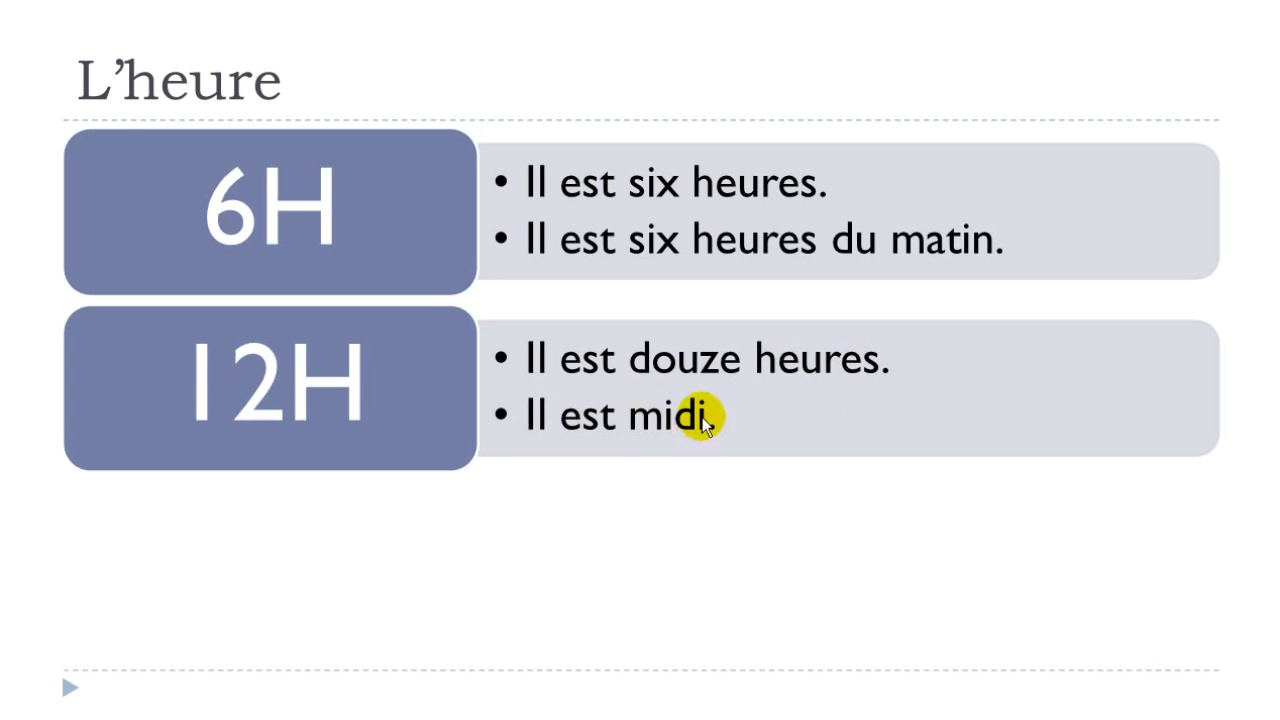 L’heure
6H
• Il est six heures.
• Il est six heures du matin.
12H
• Il est douze heures.
• Il est midi.